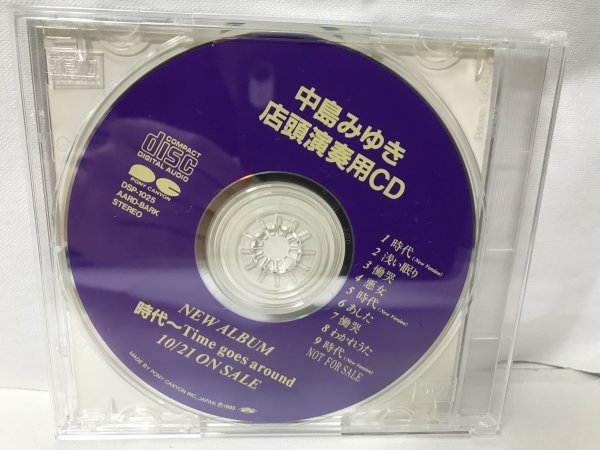 中島みゆき
店頭演奏用CD
COMPACT
disc
DIGITAL AUDIO
PONY CANYON
DSP-1025
AARD-BARK
STEREO
1 時代 (New Version)
2 浅い眠り
3 慟哭
4 悪女
5 時代 (New Version)
6 あした
7 慟哭
8 わかれうた
9 時代 (New Version)
NOT FOR SALE
NEW ALBUM
時代〜Time goes around
10/21 ON SALE
MADE BY PONY CANYON INC., JAPAN. ℗1993